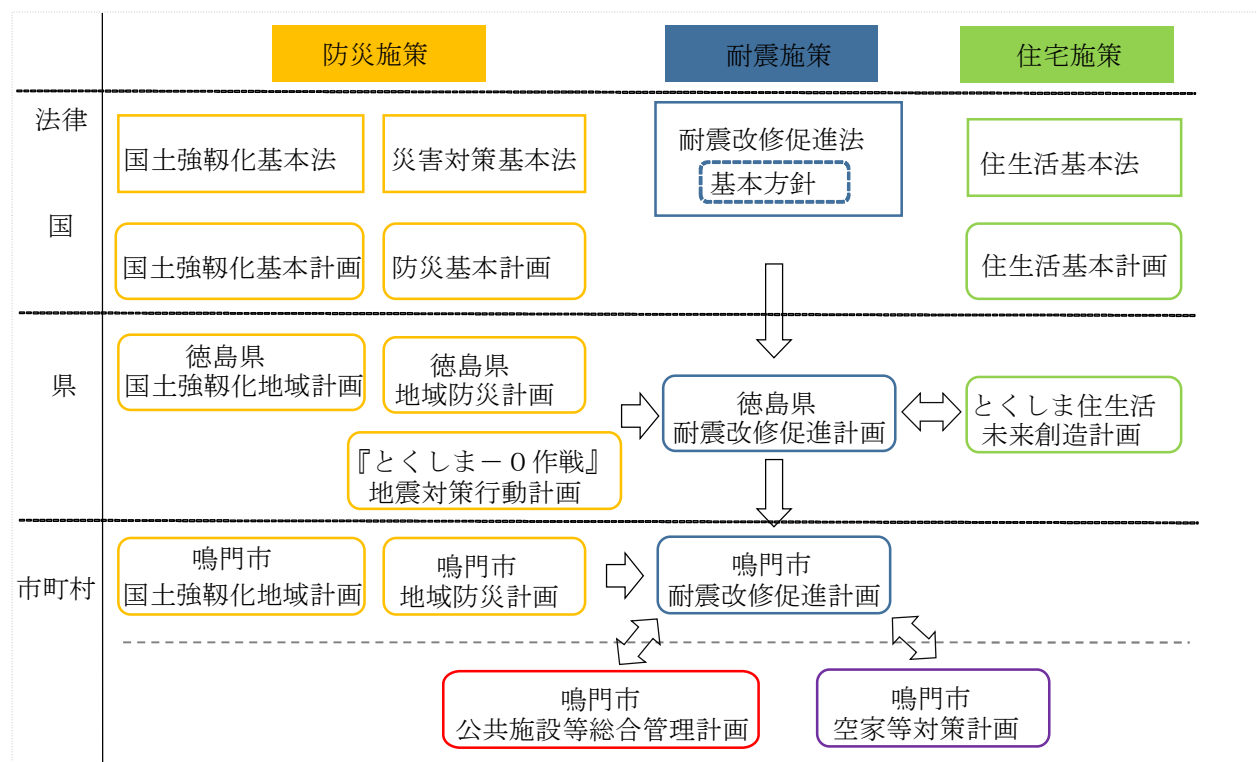 防災施策
耐震施策
住宅施策
法律
国
国土強靱化基本法
災害対策基本法
耐震改修促進法
基本方針
住生活基本法
国土強靱化基本計画
防災基本計画
住生活基本計画
県
徳島県
国土強靱化地域計画
徳島県
地域防災計画
『とくしま－０作戦』
地震対策行動計画
徳島県
耐震改修促進計画
とくしま住生活
未来創造計画
市町村
鳴門市
国土強靱化地域計画
鳴門市
地域防災計画
鳴門市
耐震改修促進計画
鳴門市
公共施設等総合管理計画
鳴門市
空家等対策計画